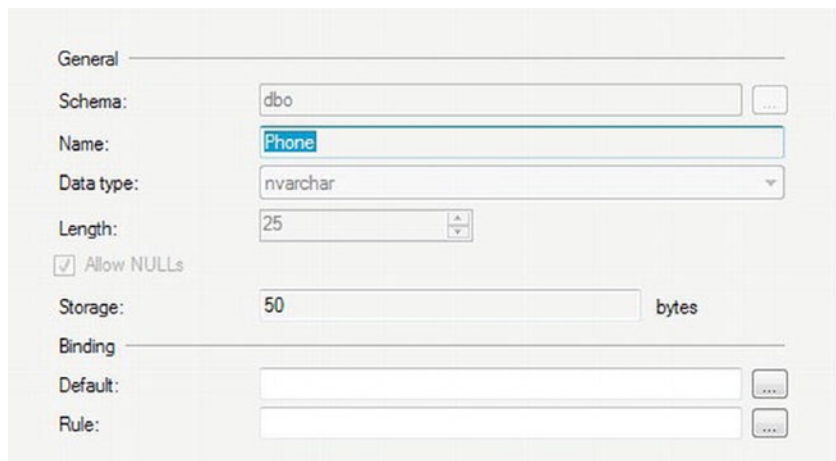 General
Schema: dbo ...
Name: Phone
Data type: nvarchar
Length: 25
Allow NULLs
Storage: 50 bytes
Binding
Default: ...
Rule: ...